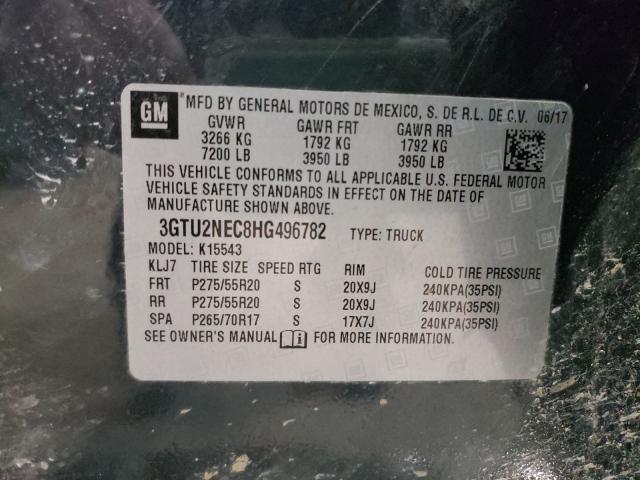 GM
*MFD BY GENERAL MOTORS DE MEXICO, S. DE R.L. DE C.V. 06/17
GVWR GAWR FRT GAWR RR
3266 KG 1792 KG 1792 KG
7200 LB 3950 LB 3950 LB
THIS VEHICLE CONFORMS TO ALL APPLICABLE U.S. FEDERAL MOTOR
VEHICLE SAFETY STANDARDS IN EFFECT ON THE DATE OF
MANUFACTURE SHOWN ABOVE.
3GTU2NEC8HG496782 TYPE: TRUCK
MODEL: K15543
KLJ7 TIRE SIZE SPEED RTG RIM COLD TIRE PRESSURE
FRT P275/55R20 S 20X9J 240KPA(35PSI)
RR P275/55R20 S 20X9J 240KPA(35PSI)
SPA P265/70R17 S 17X7J 240KPA(35PSI)
SEE OWNER'S MANUAL FOR MORE INFORMATION.